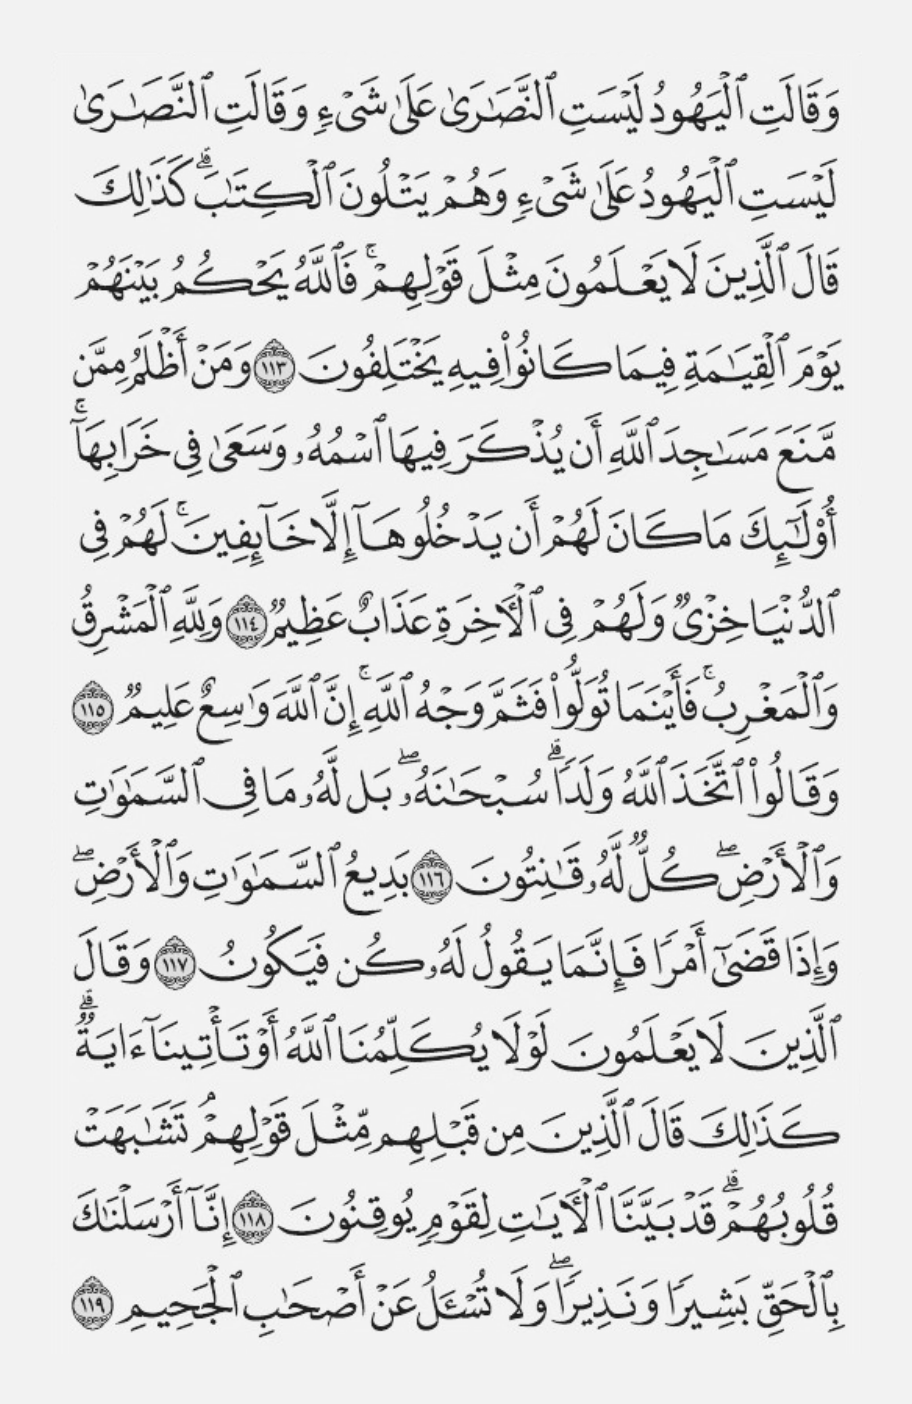 وَقَالَتِ ٱلْيَهُودُ لَيْسَتِ ٱلنَّصَـٰرَىٰ عَلَىٰ شَىْءٍ وَقَالَتِ ٱلنَّصَـٰرَىٰ
لَيْسَتِ ٱلْيَهُودُ عَلَىٰ شَىْءٍ وَهُمْ يَتْلُونَ ٱلْكِتَـٰبَ ۗ كَذَٰلِكَ
قَالَ ٱلَّذِينَ لَا يَعْلَمُونَ مِثْلَ قَوْلِهِمْ ۚ فَٱللَّهُ يَحْكُمُ بَيْنَهُمْ
يَوْمَ ٱلْقِيَـٰمَةِ فِيمَا كَانُوا۟ فِيهِ يَخْتَلِفُونَ ١١٣ وَمَنْ أَظْلَمُ مِمَّن
مَّنَعَ مَسَـٰجِدَ ٱللَّهِ أَن يُذْكَرَ فِيهَا ٱسْمُهُۥ وَسَعَىٰ فِى خَرَابِهَآ ۚ
أُو۟لَـٰٓئِكَ مَا كَانَ لَهُمْ أَن يَدْخُلُوهَآ إِلَّا خَآئِفِينَ ۚ لَهُمْ فِى
ٱلدُّنْيَا خِزْىٌ وَلَهُمْ فِى ٱلْـَٔاخِرَةِ عَذَابٌ عَظِيمٌ ١١٤ وَلِلَّهِ ٱلْمَشْرِقُ
وَٱلْمَغْرِبُ ۚ فَأَيْنَمَا تُوَلُّوا۟ فَثَمَّ وَجْهُ ٱللَّهِ ۚ إِنَّ ٱللَّهَ وَٰسِعٌ عَلِيمٌ ١١٥
وَقَالُوا۟ ٱتَّخَذَ ٱللَّهُ وَلَدًا ۗ سُبْحَـٰنَهُۥ ۖ بَل لَّهُۥ مَا فِى ٱلسَّمَـٰوَٰتِ
وَٱلْأَرْضِ ۖ كُلٌّ لَّهُۥ قَـٰنِتُونَ ١١٦ بَدِيعُ ٱلسَّمَـٰوَٰتِ وَٱلْأَرْضِ ۖ
وَإِذَا قَضَىٰٓ أَمْرًا فَإِنَّمَا يَقُولُ لَهُۥ كُن فَيَكُونُ ١١٧ وَقَالَ
ٱلَّذِينَ لَا يَعْلَمُونَ لَوْلَا يُكَلِّمُنَا ٱللَّهُ أَوْ تَأْتِينَآ ءَايَةٌ ۗ
كَذَٰلِكَ قَالَ ٱلَّذِينَ مِن قَبْلِهِم مِّثْلَ قَوْلِهِمْ ۘ تَشَـٰبَهَتْ
قُلُوبُهُمْ ۗ قَدْ بَيَّنَّا ٱلْـَٔايَـٰتِ لِقَوْمٍ يُوقِنُونَ ١١٨ إِنَّآ أَرْسَلْنَـٰكَ
بِٱلْحَقِّ بَشِيرًا وَنَذِيرًا ۖ وَلَا تُسْـَٔلُ عَنْ أَصْحَـٰبِ ٱلْجَحِيمِ ١١٩